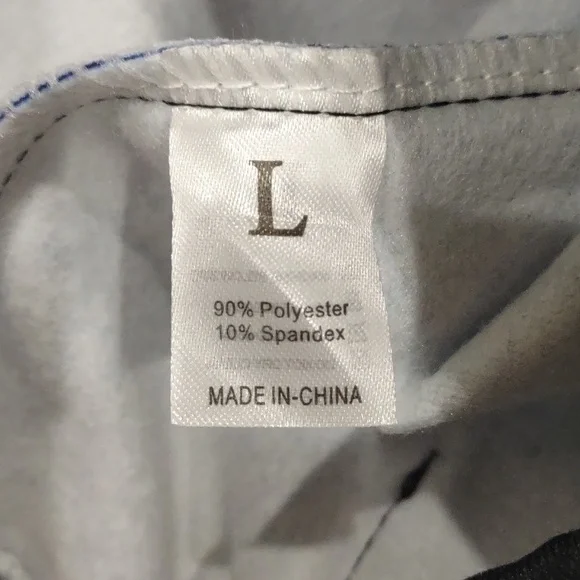 L
90% Polyester
10% Spandex
MADE IN-CHINA